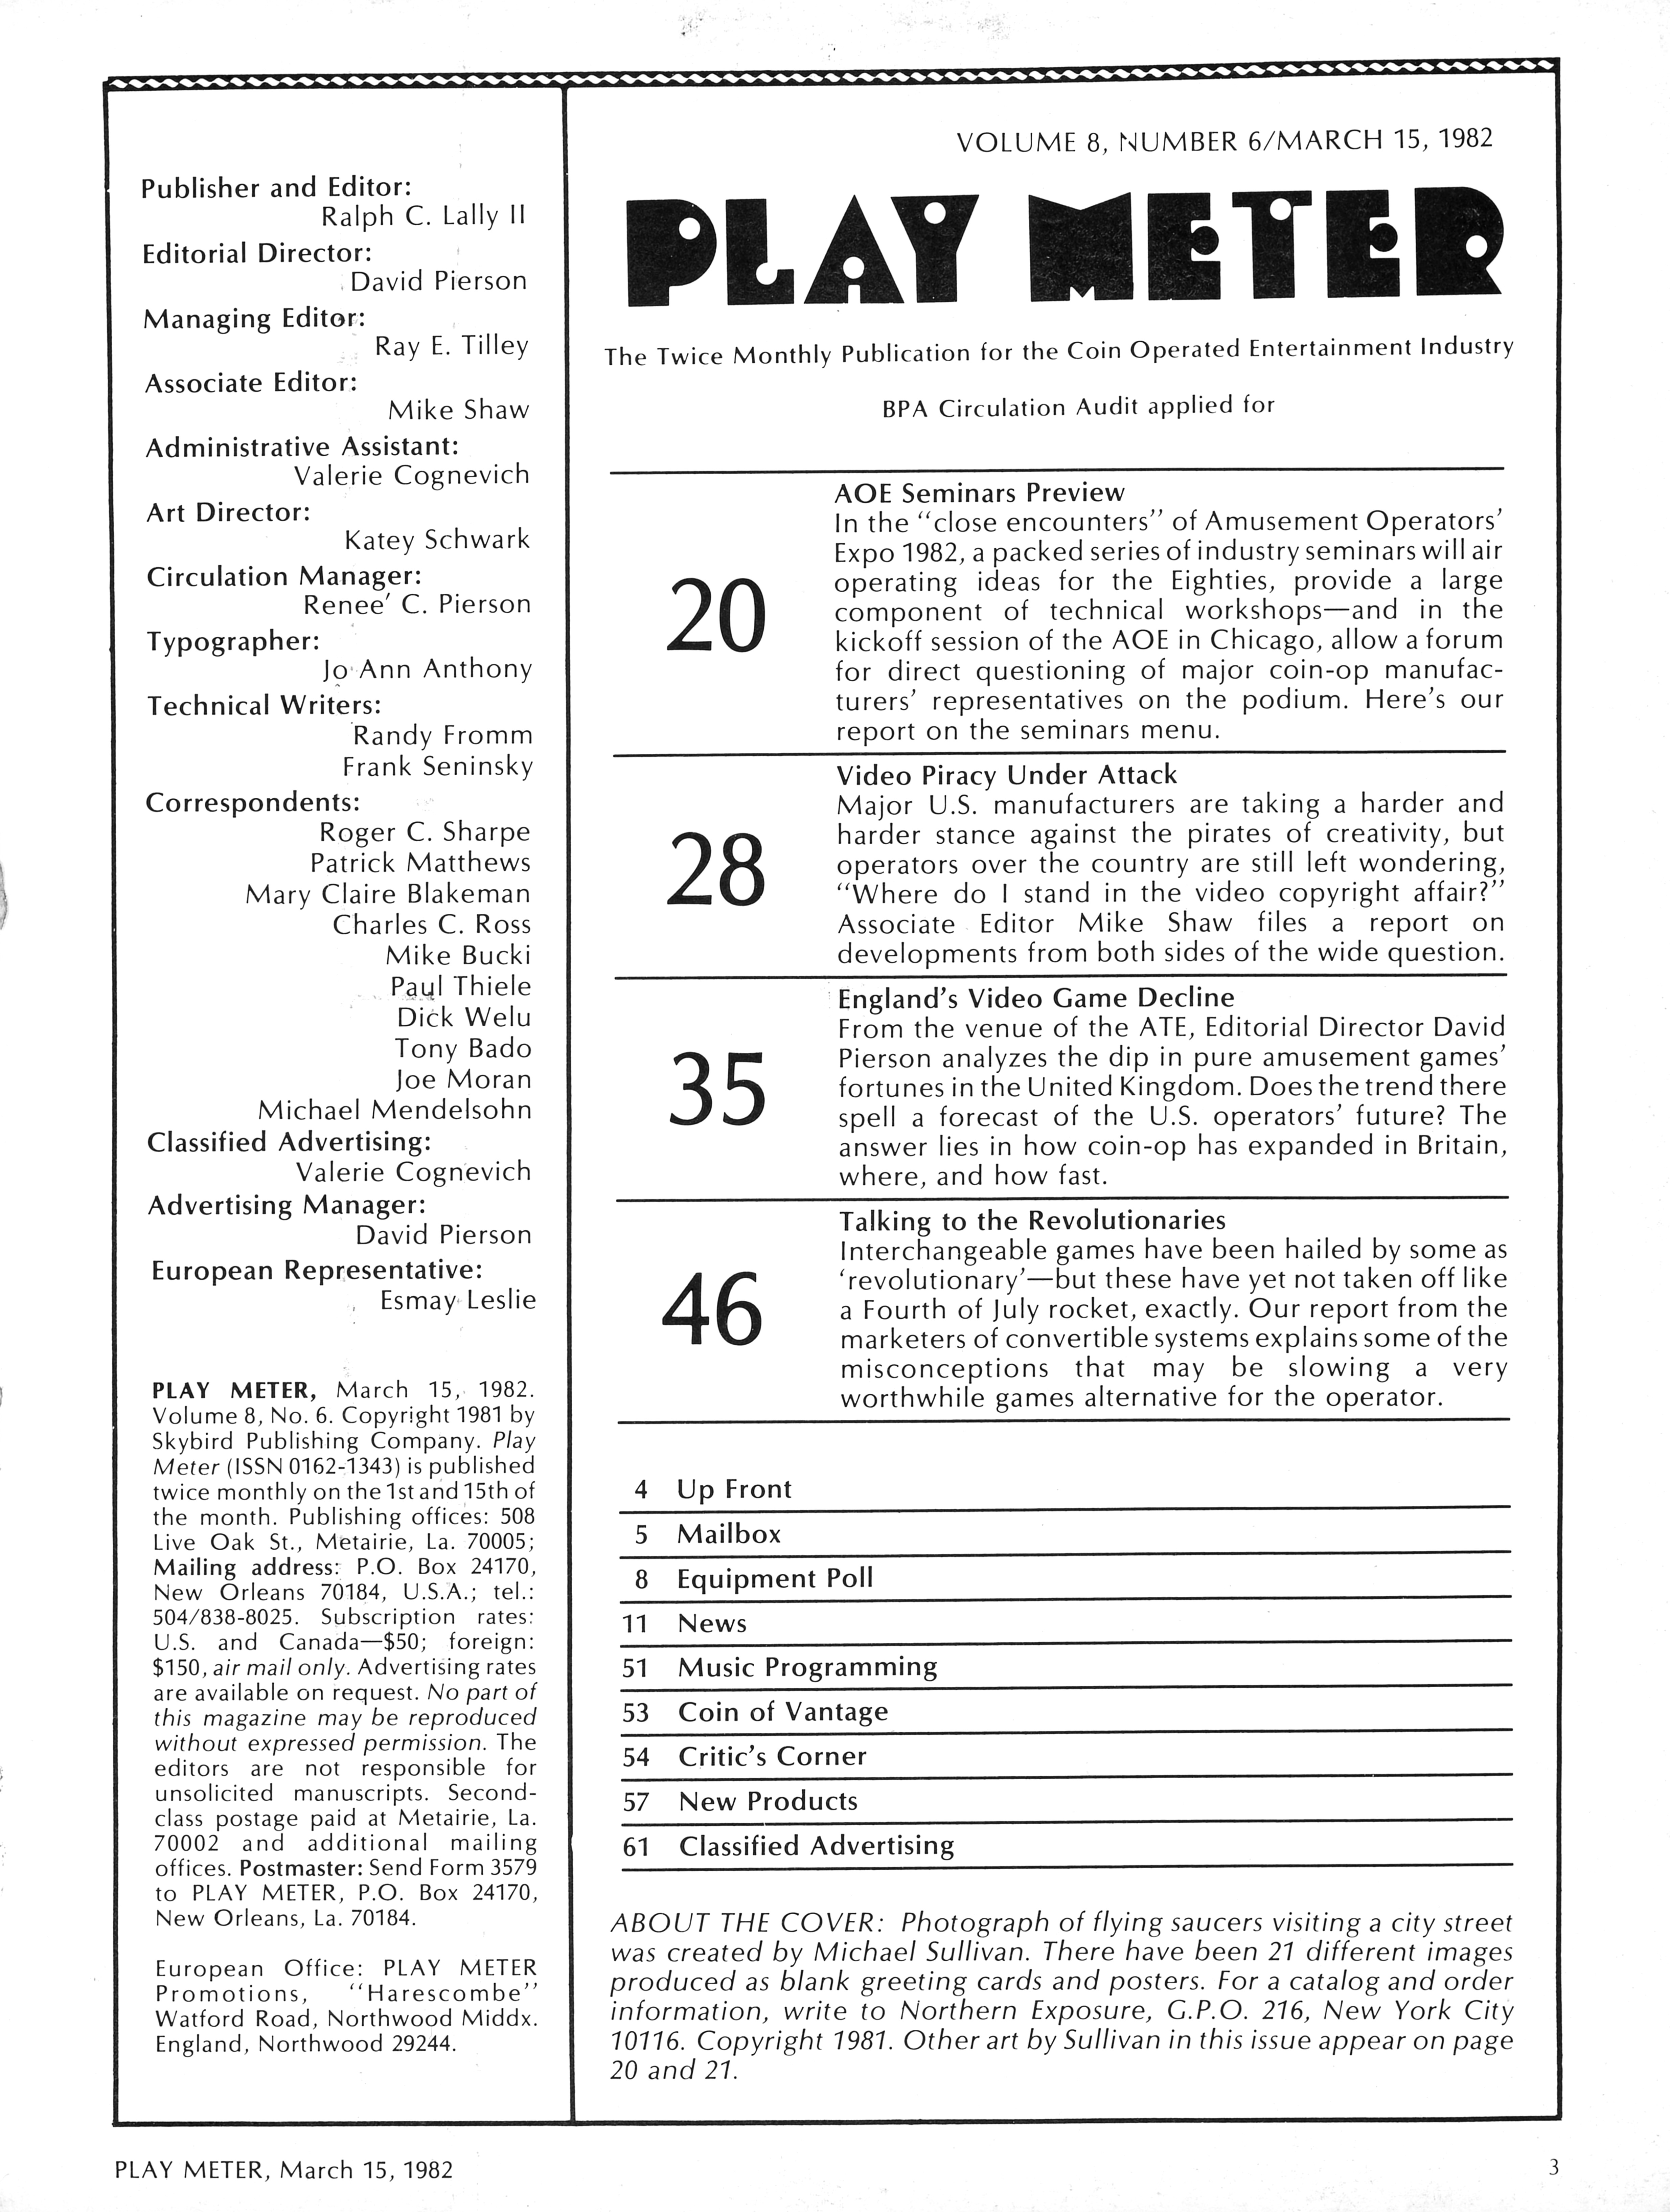 Publisher and Editor:
Ralph C. Lally II
Editorial Director:
David Pierson
Managing Editor:
Ray E. Tilley
Associate Editor:
Mike Shaw
Administrative Assistant:
Valerie Cognevich
Art Director:
Katey Schwark
Circulation Manager:
Renee' C. Pierson
Typographer:
Jo Ann Anthony
Technical Writers:
Randy Fromm
Frank Seninsky
Correspondents:
Roger C. Sharpe
Patrick Matthews
Mary Claire Blakeman
Charles C. Ross
Mike Bucki
Paul Thiele
Dick Welu
Tony Bado
Joe Moran
Michael Mendelsohn
Classified Advertising:
Valerie Cognevich
Advertising Manager:
David Pierson
European Representative:
Esmay Leslie
PLAY METER, March 15, 1982.
Volume 8, No. 6. Copyright 1981 by
Skybird Publishing Company. Play
Meter (ISSN 0162-1343) is published
twice monthly on the 1st and 15th of
the month. Publishing offices: 508
Live Oak St., Metairie, La. 70005;
Mailing address: P.O. Box 24170,
New Orleans 70184, U.S.A.; tel.:
504/838-8025. Subscription rates:
U.S. and Canada—$50; foreign:
$150, air mail only. Advertising rates
are available on request. No part of
this magazine may be reproduced
without expressed permission. The
editors are not responsible for
unsolicited manuscripts. Second-
class postage paid at Metairie, La.
70002 and additional mailing
offices. Postmaster: Send Form 3579
to PLAY METER, P.O. Box 24170,
New Orleans, La. 70184.
European Office: PLAY METER
Promotions, "Harescombe"
Watford Road, Northwood Middx.
England, Northwood 29244.
VOLUME 8, NUMBER 6/MARCH 15, 1982
PLAY METER
The Twice Monthly Publication for the Coin Operated Entertainment Industry
BPA Circulation Audit applied for
20
AOE Seminars Preview
In the "close encounters" of Amusement Operators'
Expo 1982, a packed series of industry seminars will air
operating ideas for the Eighties, provide a large
component of technical workshops—and in the
kickoff session of the AOE in Chicago, allow a forum
for direct questioning of major coin-op manufac-
turers' representatives on the podium. Here's our
report on the seminars menu.
28
Video Piracy Under Attack
Major U.S. manufacturers are taking a harder and
harder stance against the pirates of creativity, but
operators over the country are still left wondering,
"Where do I stand in the video copyright affair?"
Associate Editor Mike Shaw files a report on
developments from both sides of the wide question.
35
England's Video Game Decline
From the venue of the ATE, Editorial Director David
Pierson analyzes the dip in pure amusement games'
fortunes in the United Kingdom. Does the trend there
spell a forecast of the U.S. operators' future? The
answer lies in how coin-op has expanded in Britain,
where, and how fast.
46
Talking to the Revolutionaries
Interchangeable games have been hailed by some as
'revolutionary'—but these have yet not taken off like
a Fourth of July rocket, exactly. Our report from the
marketers of convertible systems explains some of the
misconceptions that may be slowing a very
worthwhile games alternative for the operator.
4 Up Front
5 Mailbox
8 Equipment Poll
11 News
51 Music Programming
53 Coin of Vantage
54 Critic's Corner
57 New Products
61 Classified Advertising
ABOUT THE COVER: Photograph of flying saucers visiting a city street
was created by Michael Sullivan. There have been 21 different images
produced as blank greeting cards and posters. For a catalog and order
information, write to Northern Exposure, G.P.O. 216, New York City
10116. Copyright 1981. Other art by Sullivan in this issue appear on page
20 and 21.
PLAY METER, March 15, 1982
3